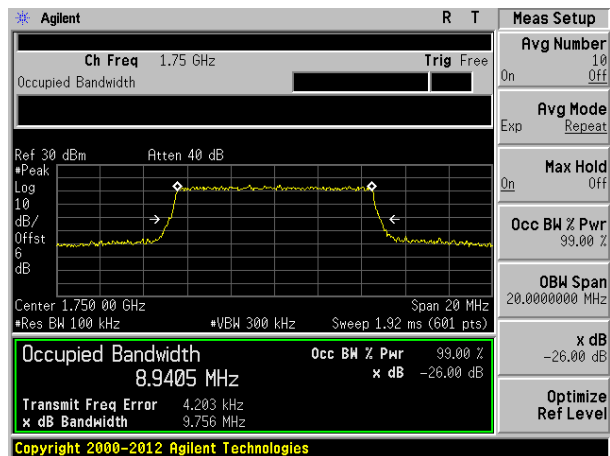 Agilent R T
Ch Freq 1.75 GHz Trig Free
Occupied Bandwidth
Ref 30 dBm Atten 40 dB
#Peak
Log
10
dB/
Offst
6
dB
Center 1.750 00 GHz Span 20 MHz
#Res BW 100 kHz #VBW 300 kHz Sweep 1.92 ms (601 pts)
Occupied Bandwidth
8.9405 MHz
Occ BW % Pwr 99.00 %
x dB -26.00 dB
Transmit Freq Error 4.203 kHz
x dB Bandwidth 9.756 MHz
Copyright 2000-2012 Agilent Technologies
Meas Setup
Avg Number
10
On Off
Avg Mode
Exp Repeat
Max Hold
On Off
Occ BW % Pwr
99.00 %
OBW Span
20.0000000 MHz
x dB
-26.00 dB
Optimize
Ref Level